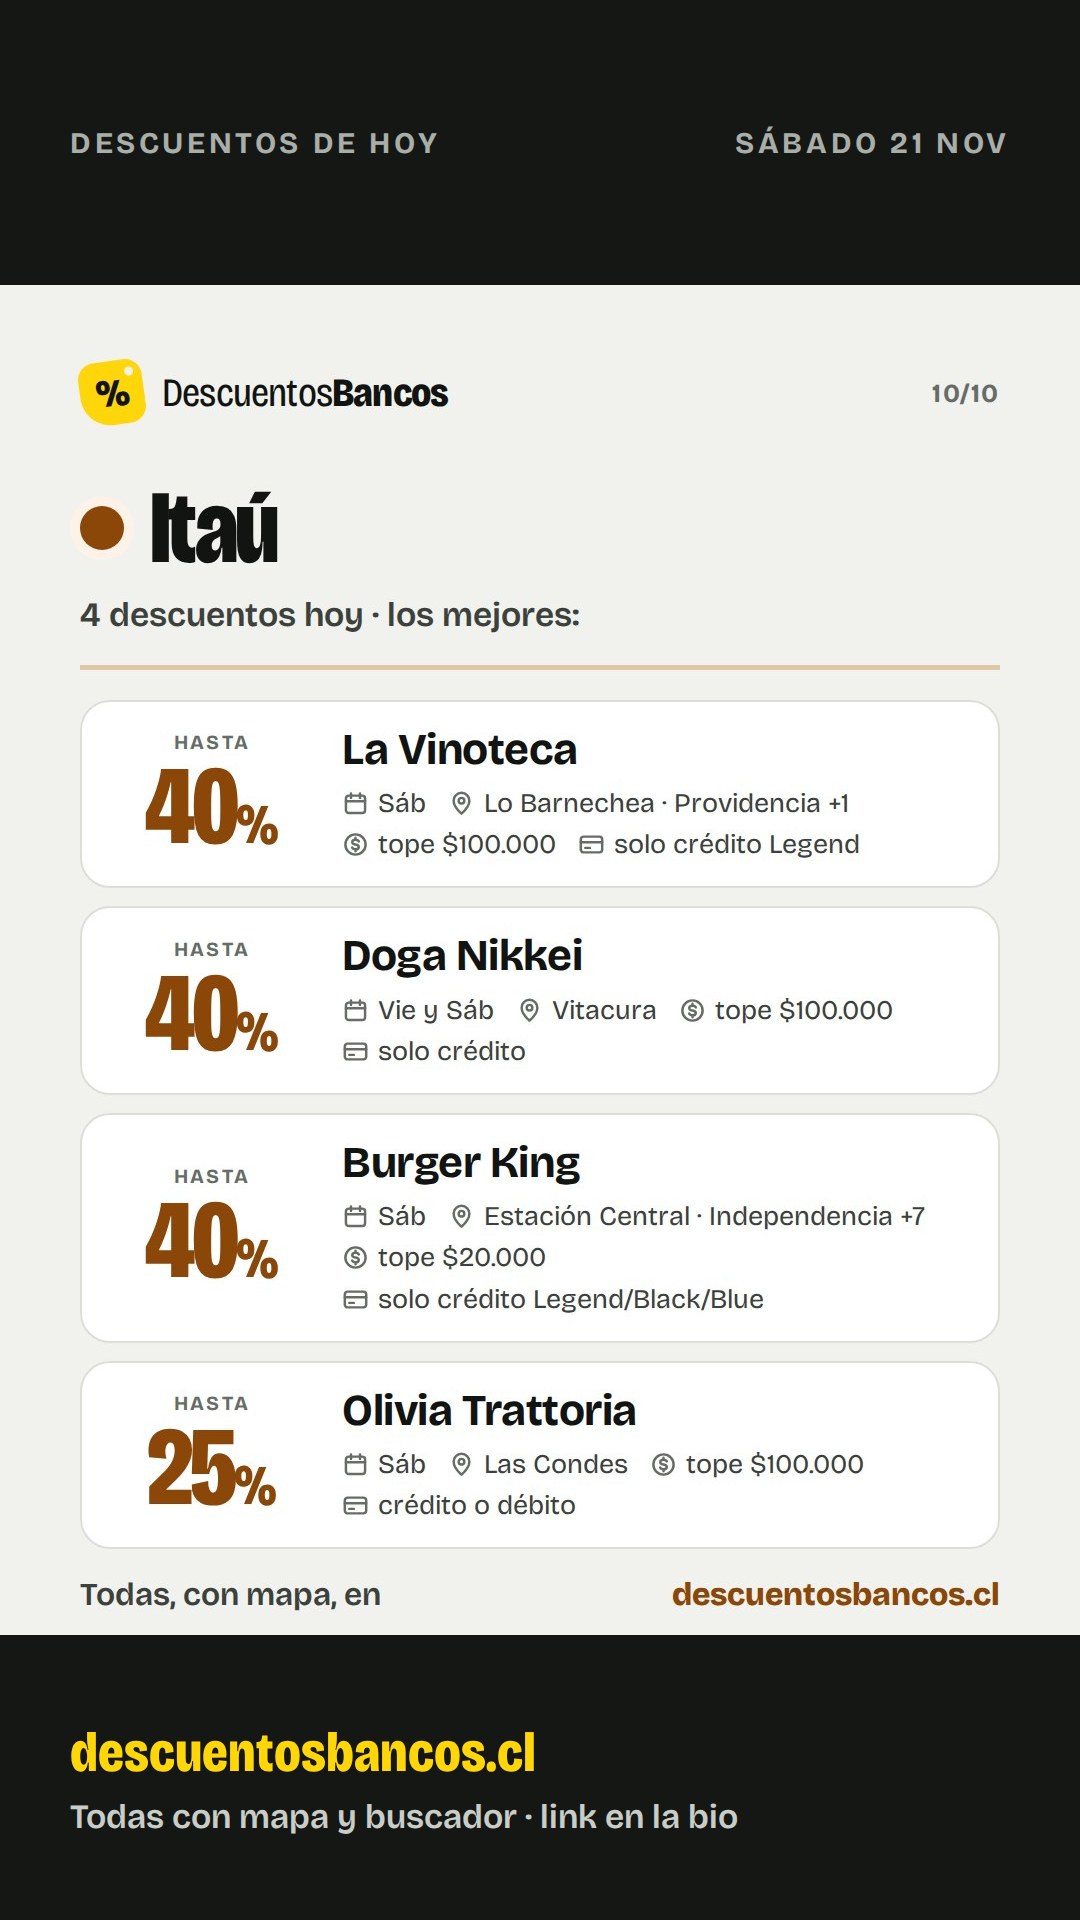 DESCUENTOS DE HOY
SÁBADO 21 NOV
% DescuentosBancos
10/10
Itaú
4 descuentos hoy · los mejores:
HASTA
40%
La Vinoteca
Sáb Lo Barnechea · Providencia +1
tope $100.000 solo crédito Legend
HASTA
40%
Doga Nikkei
Vie y Sáb Vitacura tope $100.000
solo crédito
HASTA
40%
Burger King
Sáb Estación Central · Independencia +7
tope $20.000
solo crédito Legend/Black/Blue
HASTA
25%
Olivia Trattoria
Sáb Las Condes tope $100.000
crédito o débito
Todas, con mapa, en
descuentosbancos.cl
descuentosbancos.cl
Todas con mapa y buscador · link en la bio